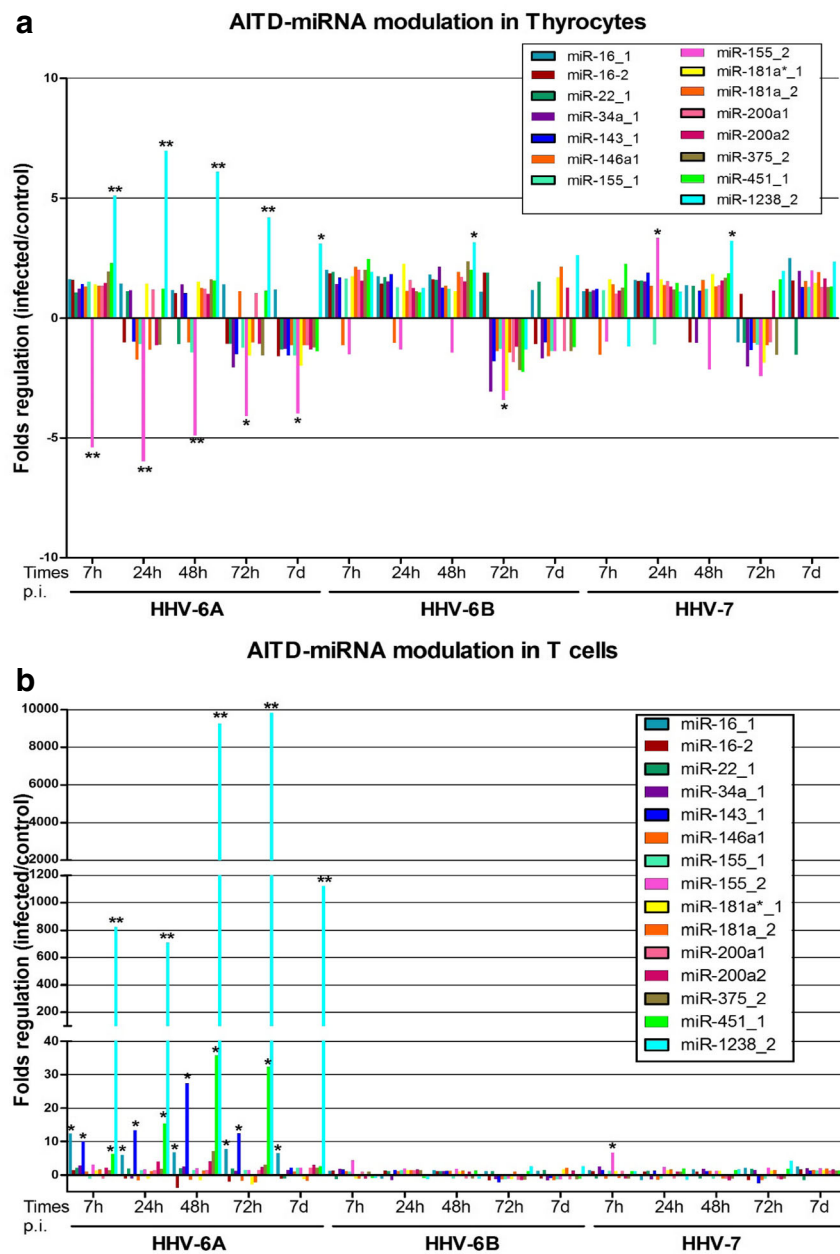 a
AITD-miRNA modulation in Thyrocytes
miR-16_1
miR-16-2
miR-22_1
miR-34a_1
miR-143_1
miR-146a1
miR-155_1
miR-155_2
miR-181a*_1
miR-181a_2
miR-200a1
miR-200a2
miR-375_2
miR-451_1
miR-1238_2
Folds regulation (infected/control)
10
5
0
-5
-10
** ** ** ** * * * *
** ** ** * * *
Times p.i. 7h 24h 48h 72h 7d 7h 24h 48h 72h 7d 7h 24h 48h 72h 7d
HHV-6A HHV-6B HHV-7
AITD-miRNA modulation in T cells
b
Folds regulation (infected/control)
10000
8000
6000
4000
2000
1200
1000
800
600
400
200
40
30
20
10
0
** ** ** ** **
* * * * * * * * * * * * *
miR-16_1
miR-16-2
miR-22_1
miR-34a_1
miR-143_1
miR-146a1
miR-155_1
miR-155_2
miR-181a*_1
miR-181a_2
miR-200a1
miR-200a2
miR-375_2
miR-451_1
miR-1238_2
Times p.i. 7h 24h 48h 72h 7d 7h 24h 48h 72h 7d 7h 24h 48h 72h 7d
HHV-6A HHV-6B HHV-7